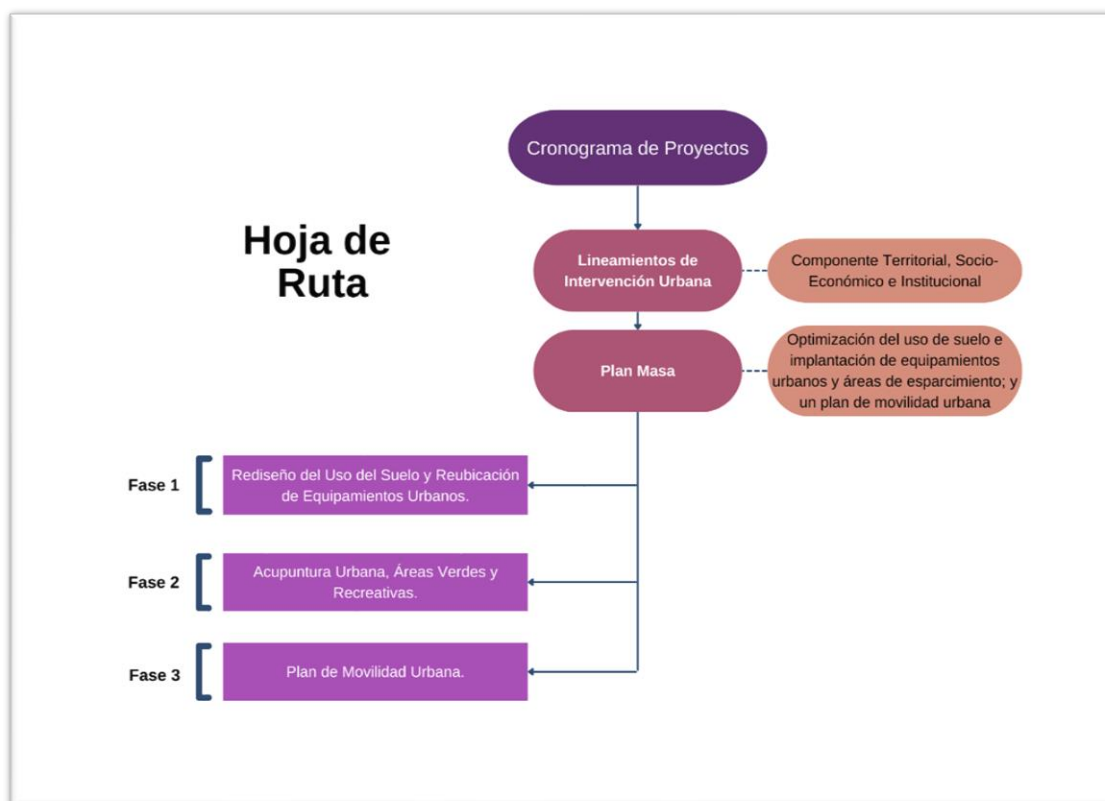 Cronograma de Proyectos
Hoja de
Ruta
Lineamientos de
Intervención Urbana
Componente Territorial, Socio-
Económico e Institucional
Plan Masa
Optimización del uso de suelo e
implantación de equipamientos
urbanos y áreas de esparcimiento; y
un plan de movilidad urbana
Fase 1
Rediseño del Uso del Suelo y Reubicación
de Equipamientos Urbanos.
Fase 2
Acupuntura Urbana, Áreas Verdes y
Recreativas.
Fase 3
Plan de Movilidad Urbana.